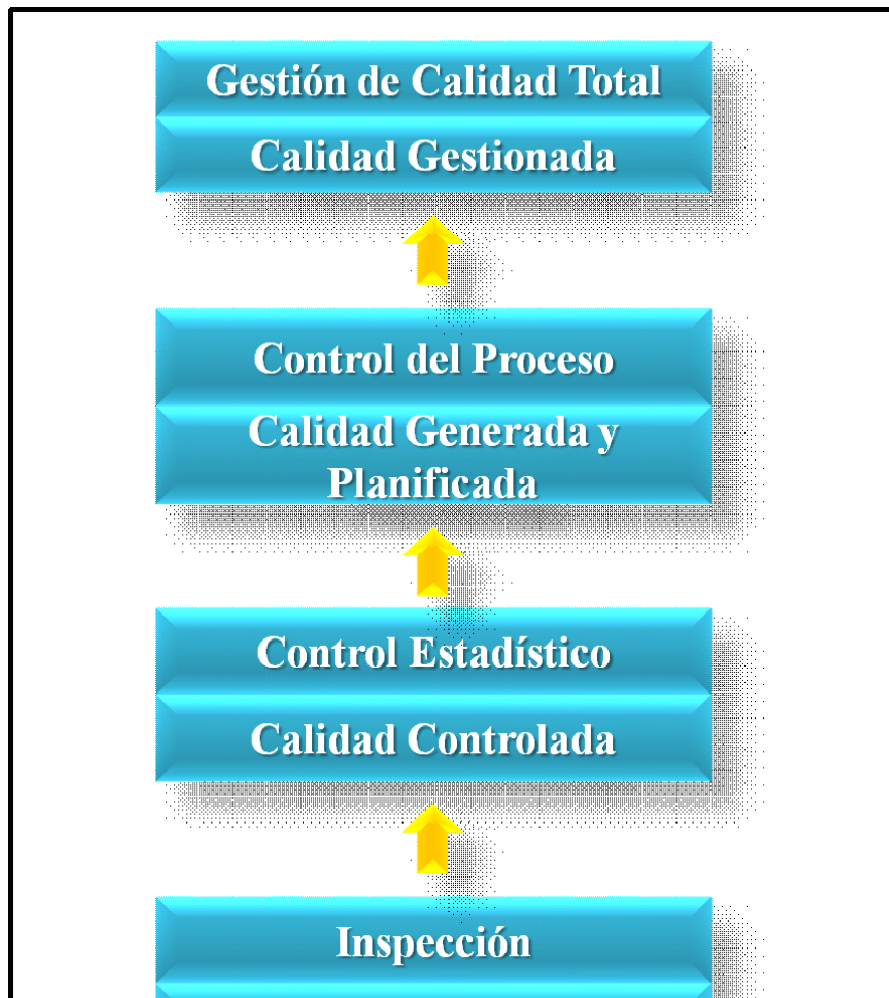 Gestión de Calidad Total
Calidad Gestionada
Control del Proceso
Calidad Generada y
Planificada
Control Estadístico
Calidad Controlada
Inspección